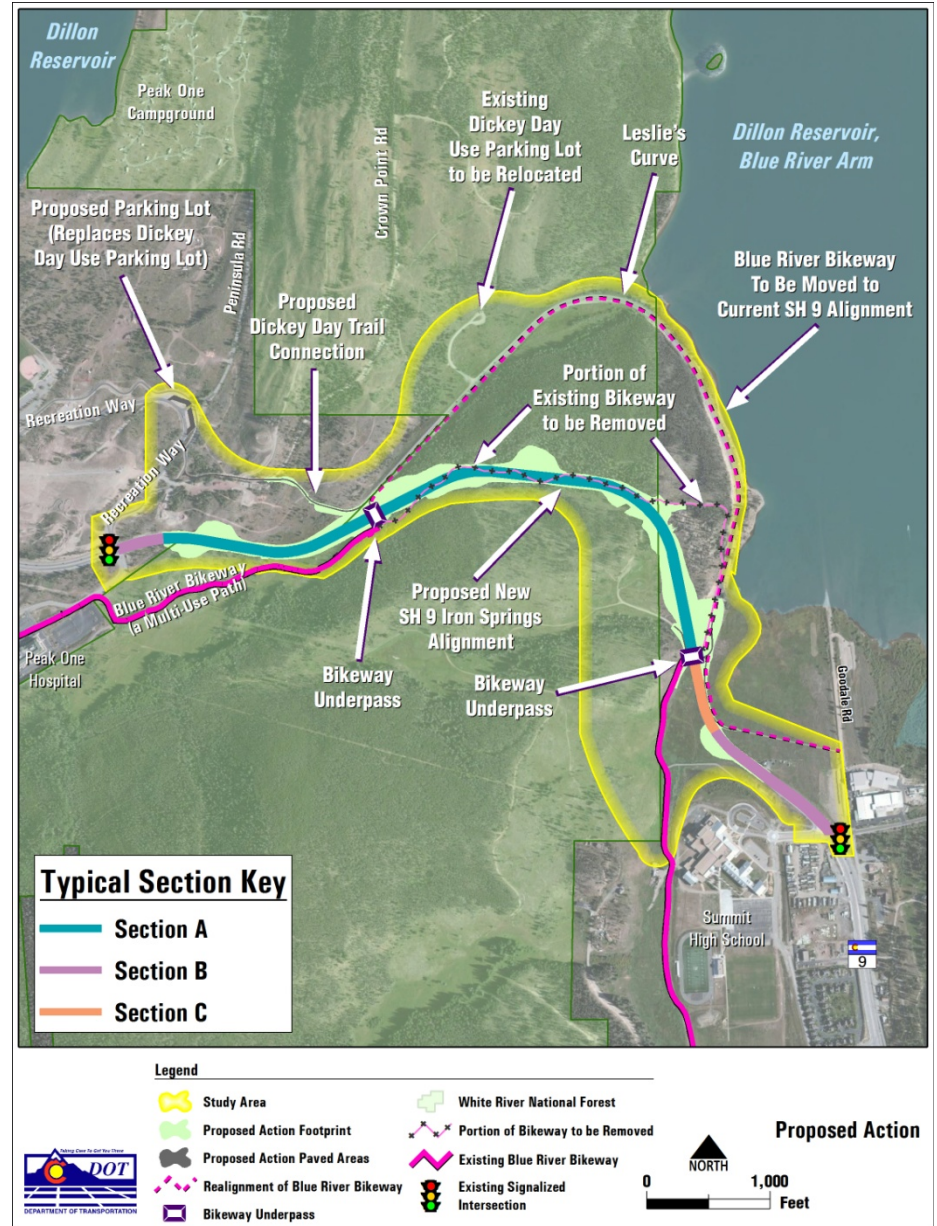 Dillon
Reservoir
Peak One
Campground
Crown Point Rd
Existing
Dickey Day
Use Parking Lot
to be Relocated
Leslie's
Curve
Dillon Reservoir,
Blue River Arm
Proposed Parking Lot
(Replaces Dickey
Day Use Parking Lot)
Peninsula Rd
Proposed
Dickey Day Trail
Connection
Blue River Bikeway
To Be Moved to
Current SH 9 Alignment
Portion of
Existing Bikeway
to be Removed
Recreation Way
Recreation Way
Blue River Bikeway
(a Multi-Use Path)
Proposed New
SH 9 Iron Springs
Alignment
Peak One
Hospital
Bikeway
Underpass
Bikeway
Underpass
Goodale Rd
Summit
High School
9
Typical Section Key
Section A
Section B
Section C
Legend
Study Area
Proposed Action Footprint
Proposed Action Paved Areas
Realignment of Blue River Bikeway
Bikeway Underpass
White River National Forest
Portion of Bikeway to be Removed
Existing Blue River Bikeway
Existing Signalized
Intersection
Proposed Action
NORTH
0 1,000
Feet
Taking Care To Get You There
DOT
DEPARTMENT OF TRANSPORTATION